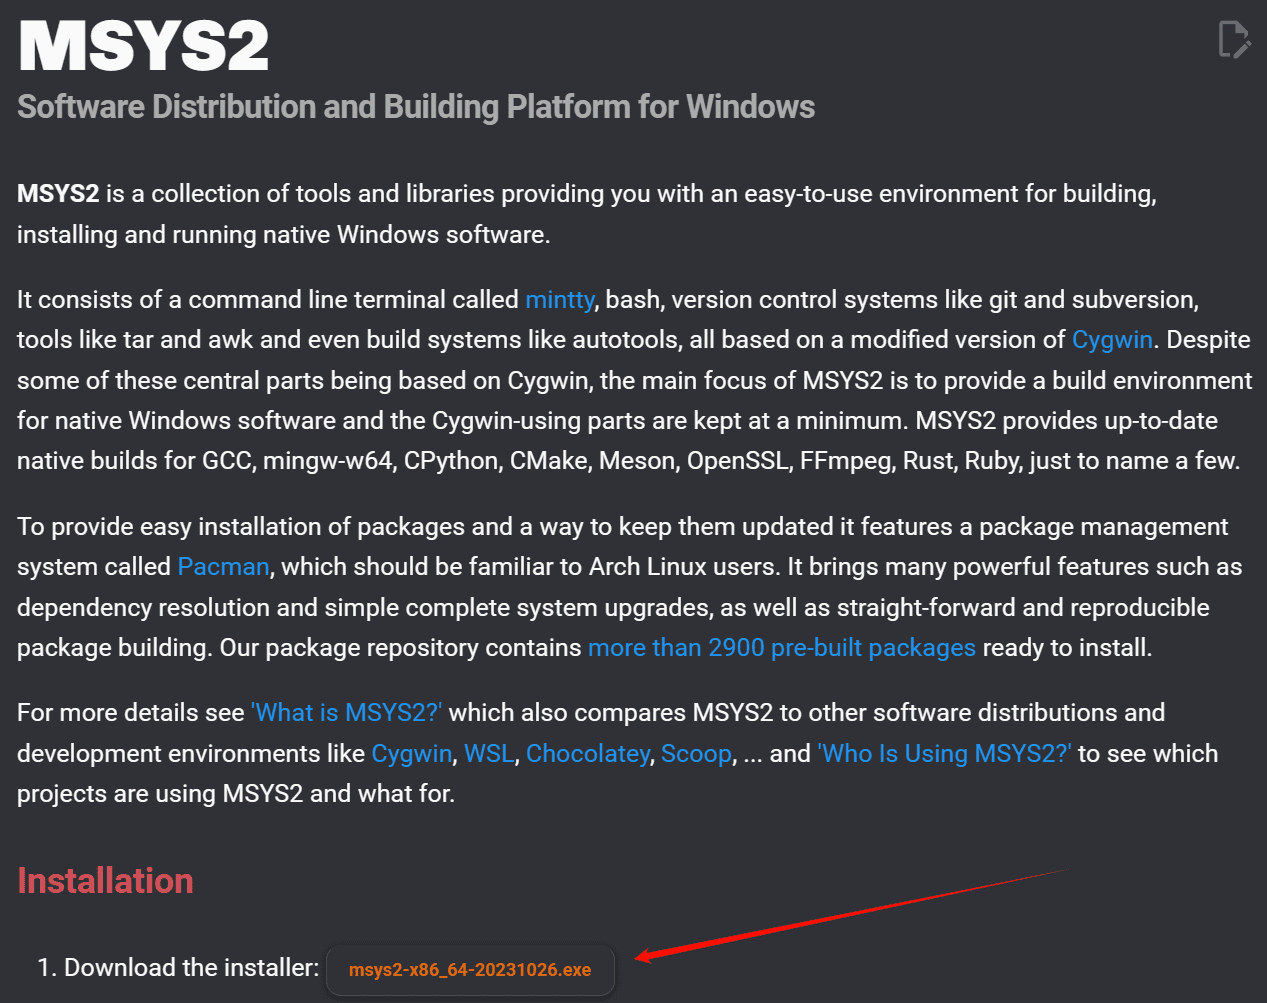 MSYS2
Software Distribution and Building Platform for Windows
MSYS2 is a collection of tools and libraries providing you with an easy-to-use environment for building,
installing and running native Windows software.
It consists of a command line terminal called mintty, bash, version control systems like git and subversion,
tools like tar and awk and even build systems like autotools, all based on a modified version of Cygwin. Despite
some of these central parts being based on Cygwin, the main focus of MSYS2 is to provide a build environment
for native Windows software and the Cygwin-using parts are kept at a minimum. MSYS2 provides up-to-date
native builds for GCC, mingw-w64, CPython, CMake, Meson, OpenSSL, FFmpeg, Rust, Ruby, just to name a few.
To provide easy installation of packages and a way to keep them updated it features a package management
system called Pacman, which should be familiar to Arch Linux users. It brings many powerful features such as
dependency resolution and simple complete system upgrades, as well as straight-forward and reproducible
package building. Our package repository contains more than 2900 pre-built packages ready to install.
For more details see 'What is MSYS2?' which also compares MSYS2 to other software distributions and
development environments like Cygwin, WSL, Chocolatey, Scoop, ... and 'Who Is Using MSYS2?' to see which
projects are using MSYS2 and what for.
Installation
1. Download the installer: msys2-x86_64-20231026.exe